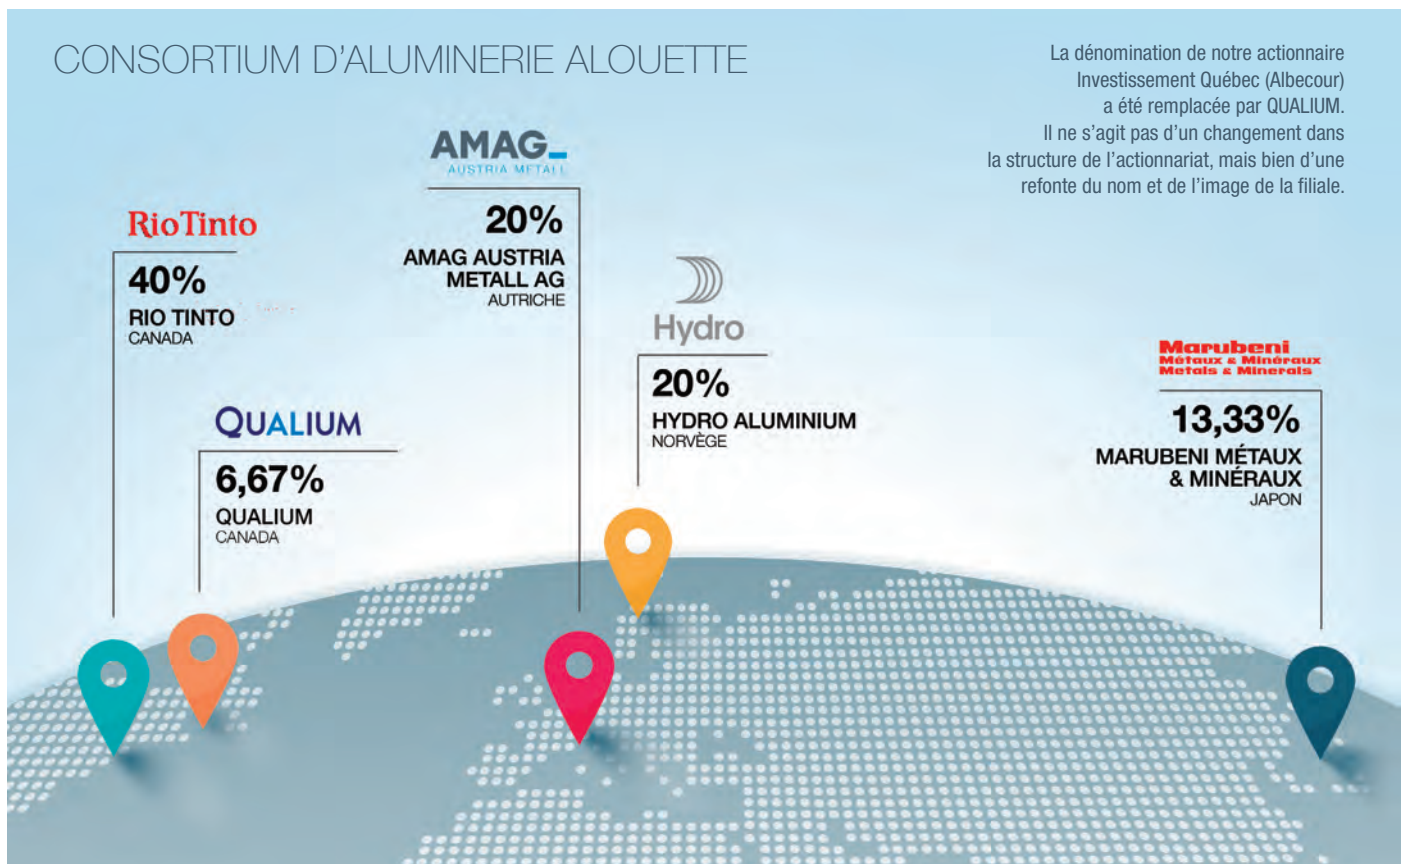 CONSORTIUM D'ALUMINERIE ALOUETTE
La dénomination de notre actionnaire
Investissement Québec (Albecour)
a été remplacée par QUALIUM.
Il ne s'agit pas d'un changement dans
la structure de l'actionnariat, mais bien d'une
refonte du nom et de l'image de la filiale.
RioTinto
40%
RIO TINTO
CANADA
QUALIUM
6,67%
QUALIUM
CANADA
AMAG
AUSTRIA METALL
20%
AMAG AUSTRIA
METALL AG
AUTRICHE
Hydro
20%
HYDRO ALUMINIUM
NORVÈGE
Marubeni
Métaux & Minéraux
Metals & Minerals
13,33%
MARUBENI MÉTAUX
& MINÉRAUX
JAPON